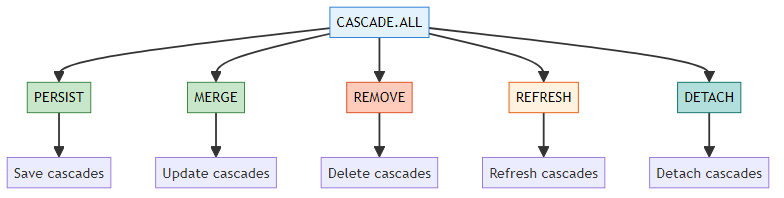 CASCADE.ALL
PERSIST
MERGE
REMOVE
REFRESH
DETACH
Save cascades
Update cascades
Delete cascades
Refresh cascades
Detach cascades